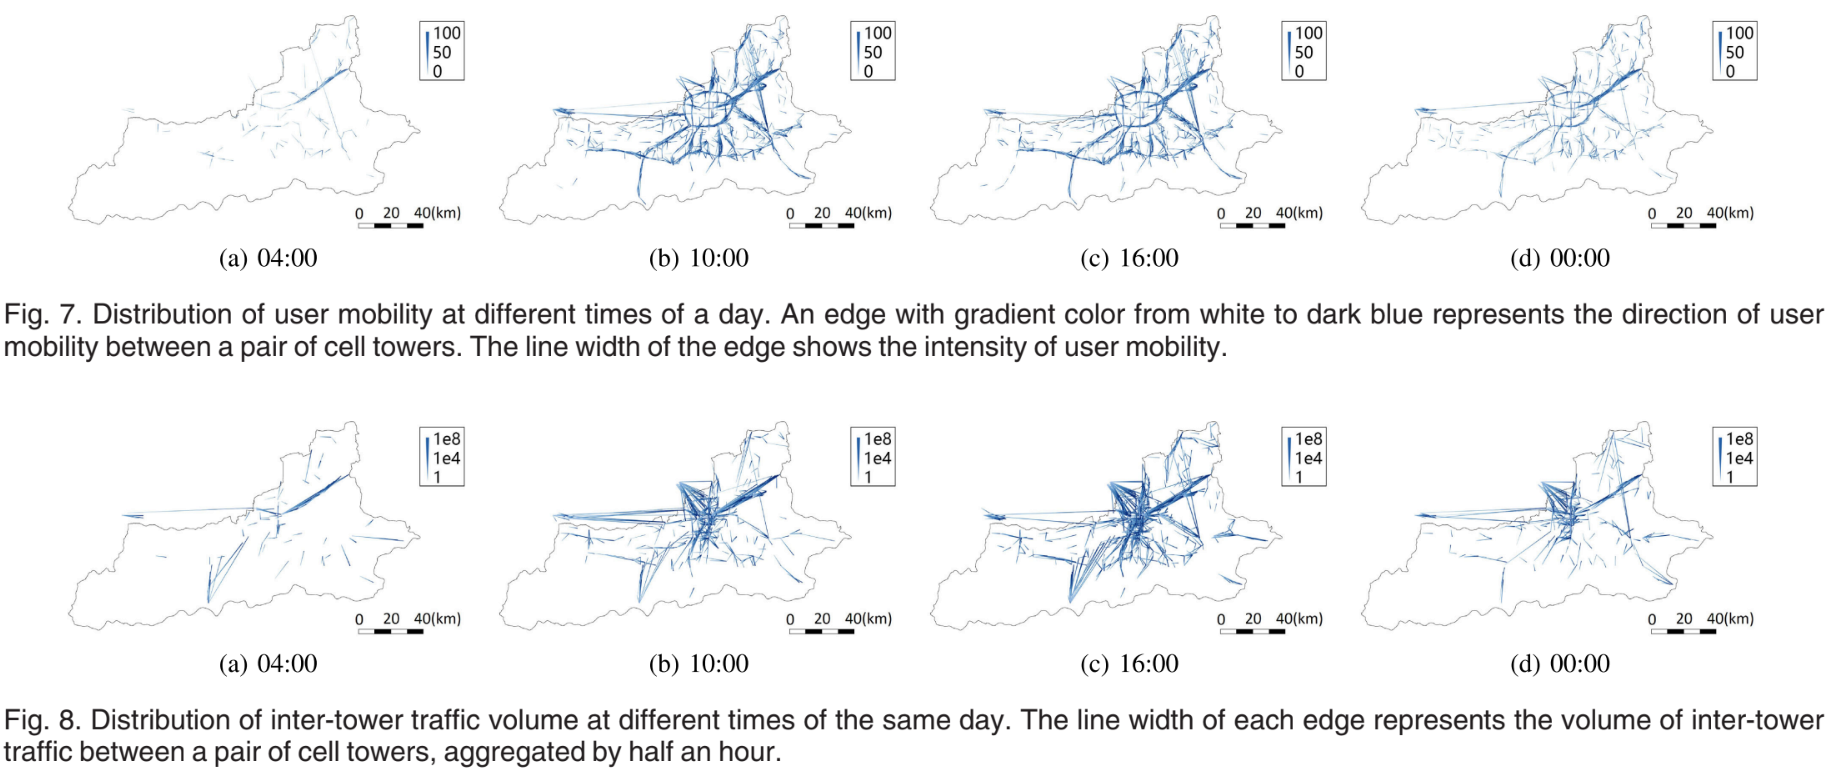 100
50
0
0 20 40(km)
(a) 04:00
100
50
0
0 20 40(km)
(b) 10:00
100
50
0
0 20 40(km)
(c) 16:00
100
50
0
0 20 40(km)
(d) 00:00
Fig. 7. Distribution of user mobility at different times of a day. An edge with gradient color from white to dark blue represents the direction of user
mobility between a pair of cell towers. The line width of the edge shows the intensity of user mobility.
1e8
1e4
1
0 20 40(km)
(a) 04:00
1e8
1e4
1
0 20 40(km)
(b) 10:00
1e8
1e4
1
0 20 40(km)
(c) 16:00
1e8
1e4
1
0 20 40(km)
(d) 00:00
Fig. 8. Distribution of inter-tower traffic volume at different times of the same day. The line width of each edge represents the volume of inter-tower
traffic between a pair of cell towers, aggregated by half an hour.